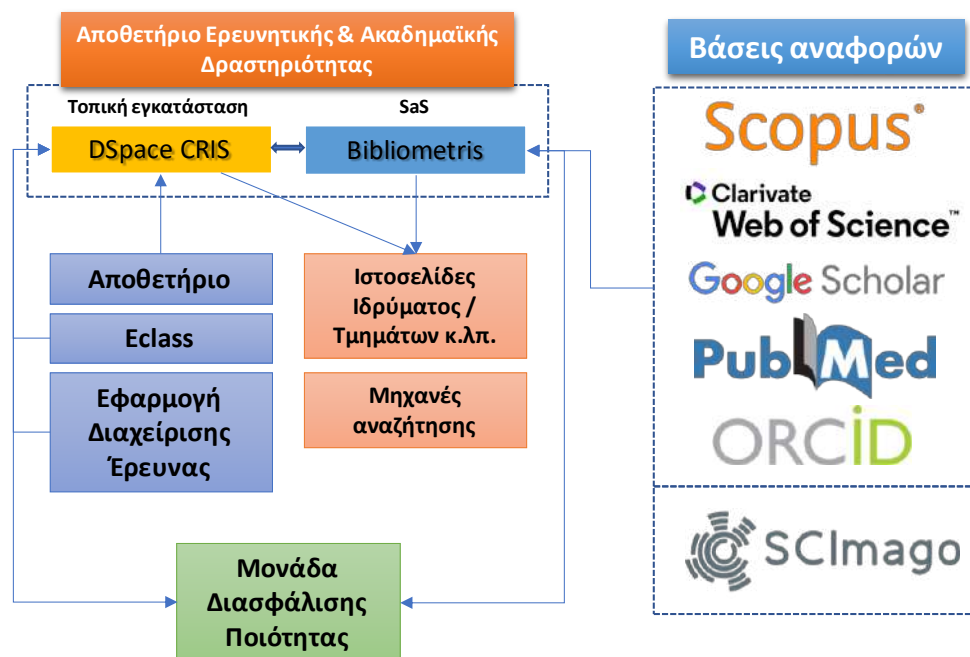 Αποθετήριο Ερευνητικής & Ακαδημαϊκής
Δραστηριότητας
Τοπική εγκατάσταση
SaS
DSpace CRIS
Bibliometris
Αποθετήριο
Eclass
Εφαρμογή
Διαχείρισης
Έρευνας
Ιστοσελίδες
Ιδρύματος /
Τμημάτων κ.λπ.
Μηχανές
αναζήτησης
Μονάδα
Διασφάλισης
Ποιότητας
Βάσεις αναφορών
Scopus®
Clarivate
Web of Science™
Google Scholar
PubMed
ORCiD
SCImago